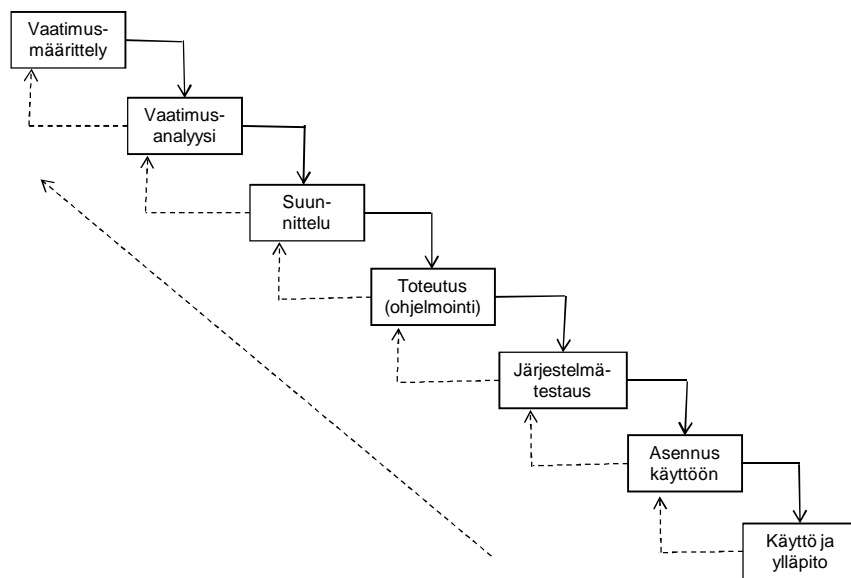 Vaatimus-
määrittely
Vaatimus-
analyysi
Suun-
nittelu
Toteutus
(ohjelmointi)
Järjestelmä-
testaus
Asennus
käyttöön
Käyttö ja
ylläpito